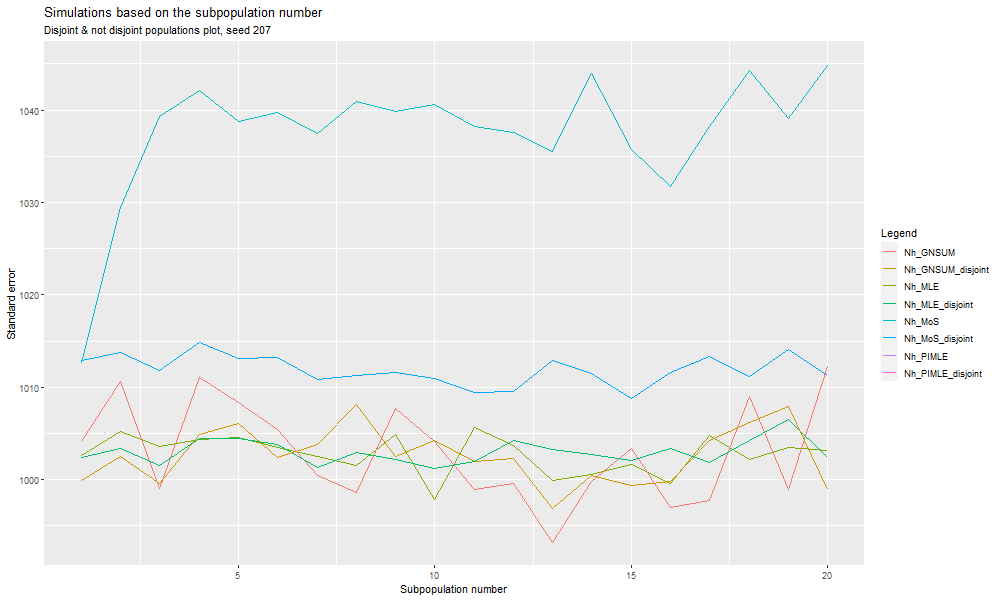 Simulations based on the subpopulation number
Disjoint & not disjoint populations plot, seed 207
Standard error
1040
1030
1020
1010
1000
5
10
15
20
Subpopulation number
Legend
Nh_GNSUM
Nh_GNSUM_disjoint
Nh_MLE
Nh_MLE_disjoint
Nh_MoS
Nh_MoS_disjoint
Nh_PIMLE
Nh_PIMLE_disjoint